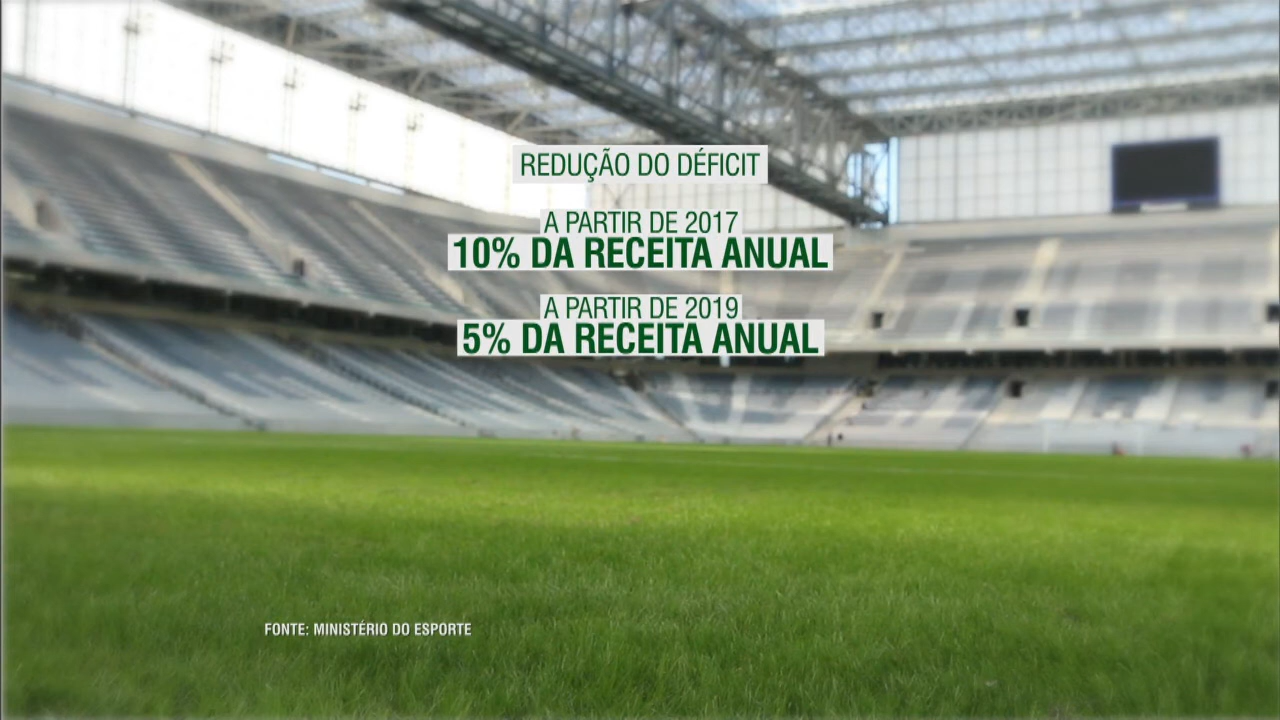 REDUÇÃO DO DÉFICIT
A PARTIR DE 2017
10% DA RECEITA ANUAL
A PARTIR DE 2019
5% DA RECEITA ANUAL
FONTE: MINISTÉRIO DO ESPORTE